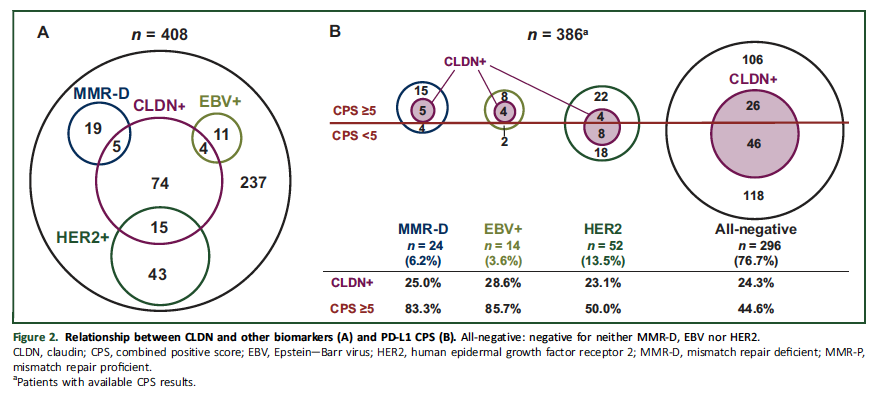 A
n = 408
MMR-D
CLDN+
EBV+
19
5
11
4
74
237
HER2+
15
43
B
n = 386a
CLDN+
15
8
22
106
CLDN+
5
4
4
26
CPS ≥5
CPS <5
4
2
8
18
46
118
MMR-D
n = 24
(6.2%)
EBV+
n = 14
(3.6%)
HER2
n = 52
(13.5%)
All-negative
n = 296
(76.7%)
CLDN+ 25.0% 28.6% 23.1% 24.3%
CPS ≥5 83.3% 85.7% 50.0% 44.6%
Figure 2. Relationship between CLDN and other biomarkers (A) and PD-L1 CPS (B). All-negative: negative for neither MMR-D, EBV nor HER2.
CLDN, claudin; CPS, combined positive score; EBV, Epstein—Barr virus; HER2, human epidermal growth factor receptor 2; MMR-D, mismatch repair deficient; MMR-P,
mismatch repair proficient.
aPatients with available CPS results.